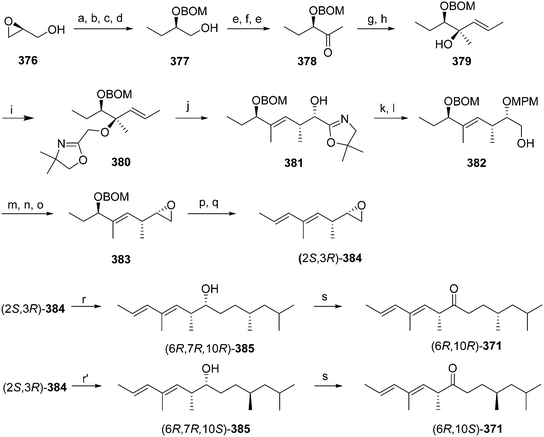 O OH a, b, c, d OBOM OH e, f, e OBOM O g, h OBOM HO
376 377 378 379
i OBOM O N O j OBOM OH N O k, l OBOM OMPM OH
380 381 382
m, n, o OBOM O p, q O
383 (2S,3R)-384
(2S,3R)-384 r OH s O
(6R,7R,10R)-385 (6R,10R)-371
(2S,3R)-384 r' OH s O
(6R,7R,10S)-385 (6R,10S)-371